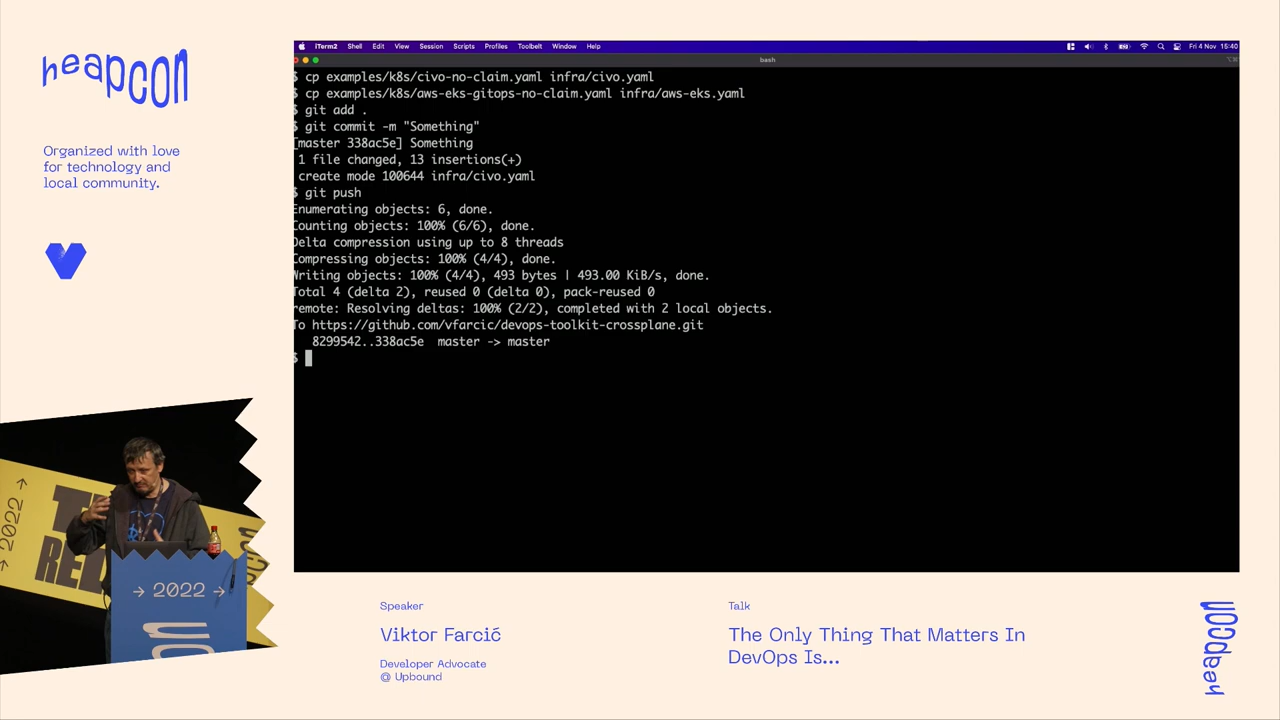 heapcon
Organized with love
for technology and
local community.
iTerm2 Shell Edit View Session Scripts Profiles Toolbelt Window Help
Fri 4 Nov 15:40
bash
$ cp examples/k8s/civo-no-claim.yaml infra/civo.yaml
$ cp examples/k8s/aws-eks-gitops-no-claim.yaml infra/aws-eks.yaml
$ git add .
$ git commit -m "Something"
[master 338ac5e] Something
1 file changed, 13 insertions(+)
create mode 100644 infra/civo.yaml
$ git push
Enumerating objects: 6, done.
Counting objects: 100% (6/6), done.
Delta compression using up to 8 threads
Compressing objects: 100% (4/4), done.
Writing objects: 100% (4/4), 493 bytes | 493.00 KiB/s, done.
Total 4 (delta 2), reused 0 (delta 0), pack-reused 0
remote: Resolving deltas: 100% (2/2), completed with 2 local objects.
To https://github.com/vfarcic/devops-toolkit-crossplane.git
8299542..338ac5e master -> master
$
2022 →
→ 2022 →
Speaker
Viktor Farcić
Developer Advocate
@ Upbound
Talk
The Only Thing That Matters In
DevOps Is...
heapcon